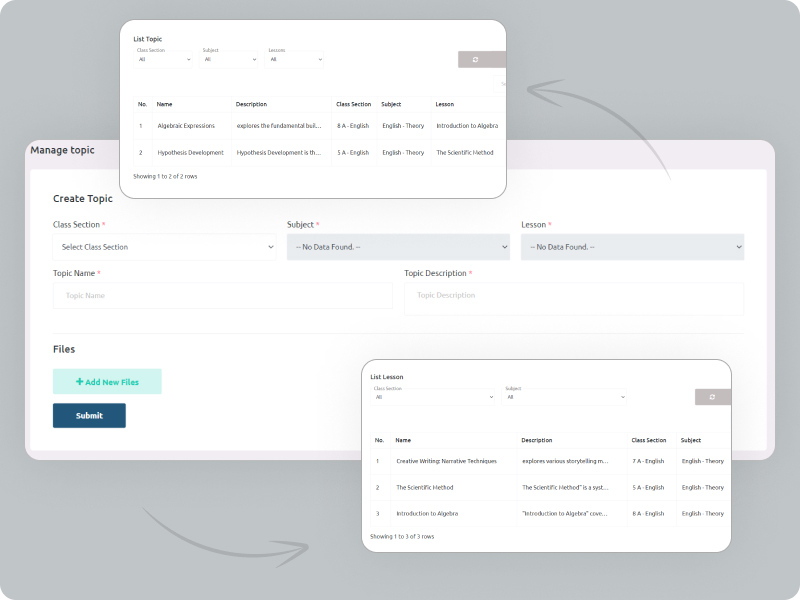 List Topic
Class Section Subject Lessons
All All All
No. Name Description Class Section Subject Lesson
1 Algebraic Expressions explores the fundamental buil... 8 A - English English - Theory Introduction to Algebra
2 Hypothesis Development Hypothesis Development is th... 5 A - English English - Theory The Scientific Method
Showing 1 to 2 of 2 rows
Manage topic
Create Topic
Class Section * Subject * Lesson *
Select Class Section -- No Data Found. -- -- No Data Found. --
Topic Name * Topic Description *
Topic Name Topic Description
Files
+ Add New Files
Submit
List Lesson
Class Section Subject
All All
No. Name Description Class Section Subject
1 Creative Writing: Narrative Techniques explores various storytelling m... 7 A - English English - Theory
2 The Scientific Method The Scientific Method" is a syst... 5 A - English English - Theory
3 Introduction to Algebra "Introduction to Algebra" cove... 8 A - English English - Theory
Showing 1 to 3 of 3 rows